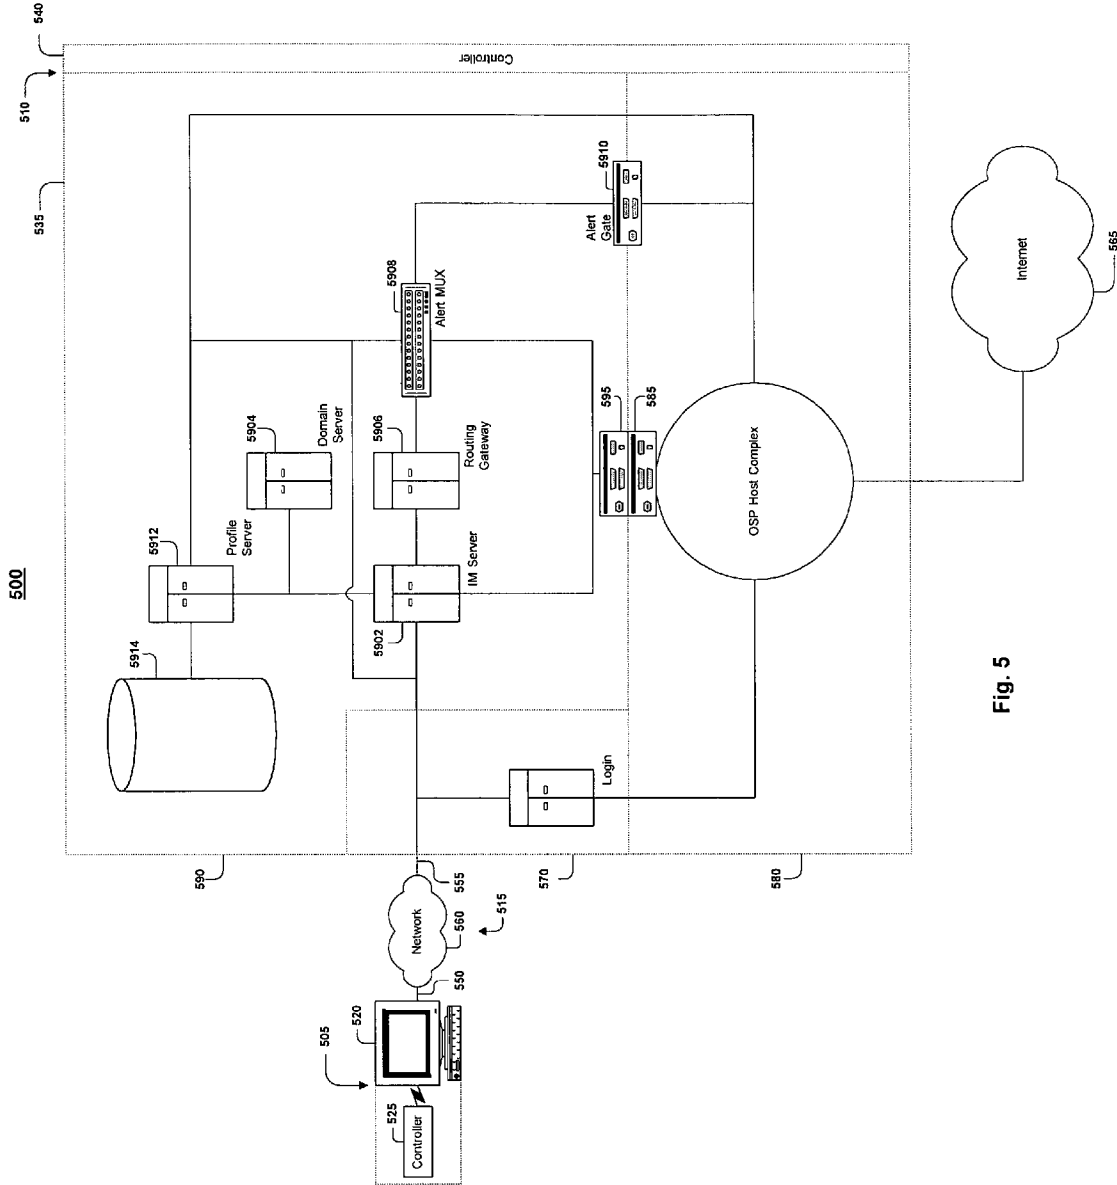 500
505
525
Controller
520
550
Network
560
515
555
510
535
540
Controller
590
570
580
5914
5912
Profile
Server
5904
Domain
Server
5902
IM Server
5906
Routing
Gateway
5908
Alert MUX
5910
Alert
Gate
Login
595
585
OSP Host Complex
Internet
565
Fig. 5